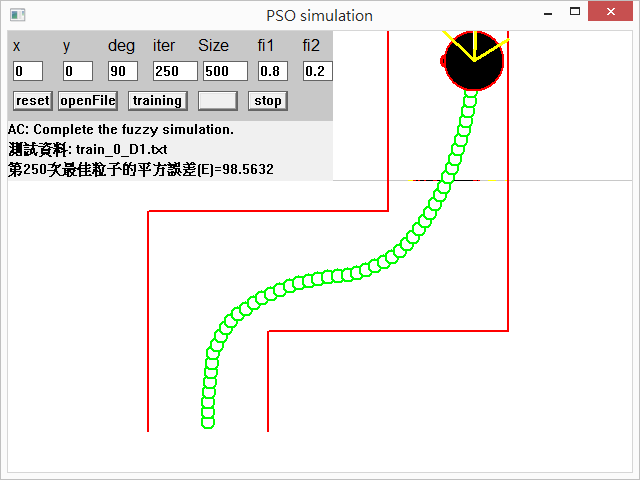 PSO simulation
x y deg iter Size fi1 fi2
0 0 90 250 500 0.8 0.2
reset openFile training stop
AC: Complete the fuzzy simulation.
測試資料: train_0_D1.txt
第250次最佳粒子的平方誤差(E)=98.5632